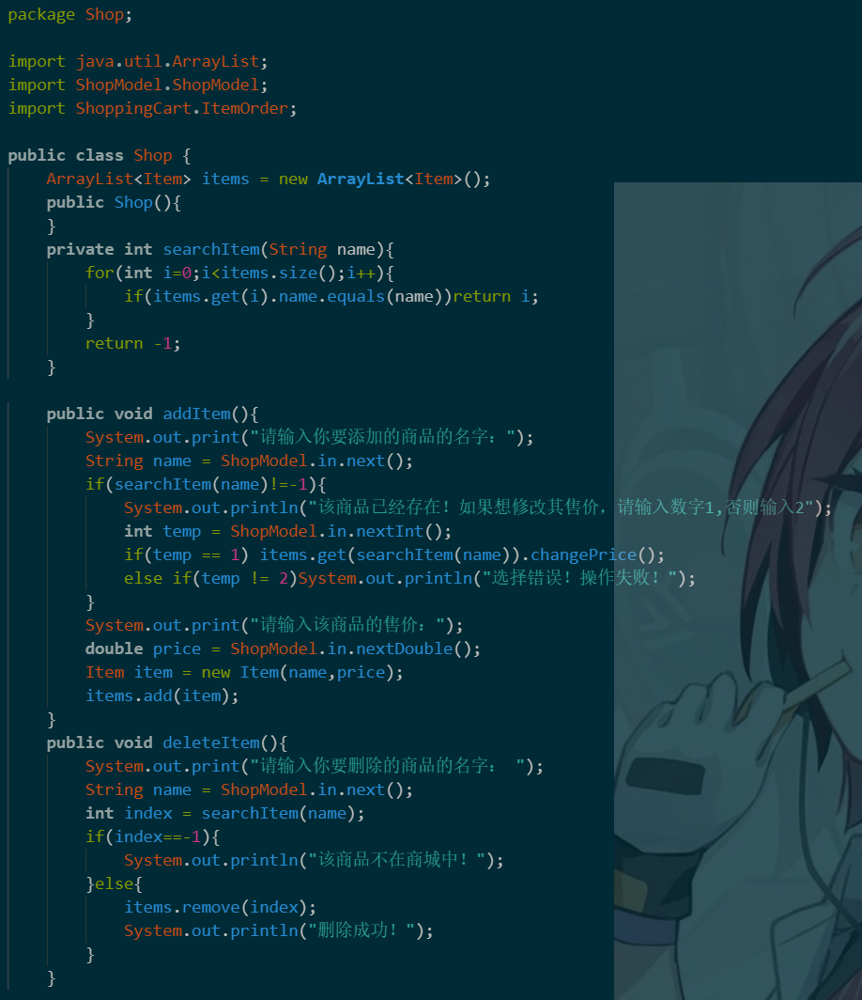 package Shop;
import java.util.ArrayList;
import ShopModel.ShopModel;
import ShoppingCart.ItemOrder;
public class Shop {
    ArrayList<Item> items = new ArrayList<Item>();
    public Shop(){
    }
    private int searchItem(String name){
        for(int i=0;i<items.size();i++){
            if(items.get(i).name.equals(name))return i;
        }
        return -1;
    }
    public void addItem(){
        System.out.print("请输入你要添加的商品的名字：");
        String name = ShopModel.in.next();
        if(searchItem(name)!=-1){
            System.out.println("该商品已经存在！如果想修改其售价，请输入数字1,否则输入2");
            int temp = ShopModel.in.nextInt();
            if(temp == 1) items.get(searchItem(name)).changePrice();
            else if(temp != 2)System.out.println("选择错误！操作失败！");
        }
        System.out.print("请输入该商品的售价：");
        double price = ShopModel.in.nextDouble();
        Item item = new Item(name,price);
        items.add(item);
    }
    public void deleteItem(){
        System.out.print("请输入你要删除的商品的名字： ");
        String name = ShopModel.in.next();
        int index = searchItem(name);
        if(index==-1){
            System.out.println("该商品不在商城中！");
        }else{
            items.remove(index);
            System.out.println("删除成功！");
        }
    }